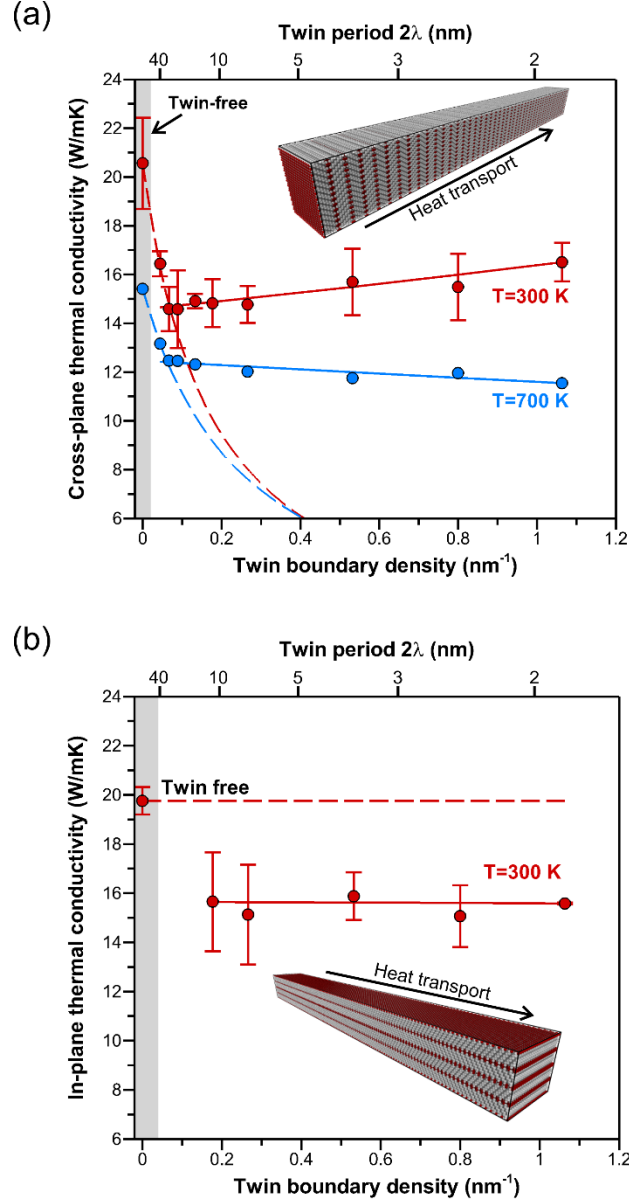 (a)
Twin period 2λ (nm)
40 10 5 3 2
24
22
20
18
16
14
12
10
8
6
Cross-plane thermal conductivity (W/mK)
Twin-free
Heat transport
T=300 K
T=700 K
0 0.2 0.4 0.6 0.8 1 1.2
Twin boundary density (nm⁻¹)
(b)
Twin period 2λ (nm)
40 10 5 3 2
24
22
20
18
16
14
12
10
8
6
In-plane thermal conductivity (W/mK)
Twin free
T=300 K
Heat transport
0 0.2 0.4 0.6 0.8 1 1.2
Twin boundary density (nm⁻¹)